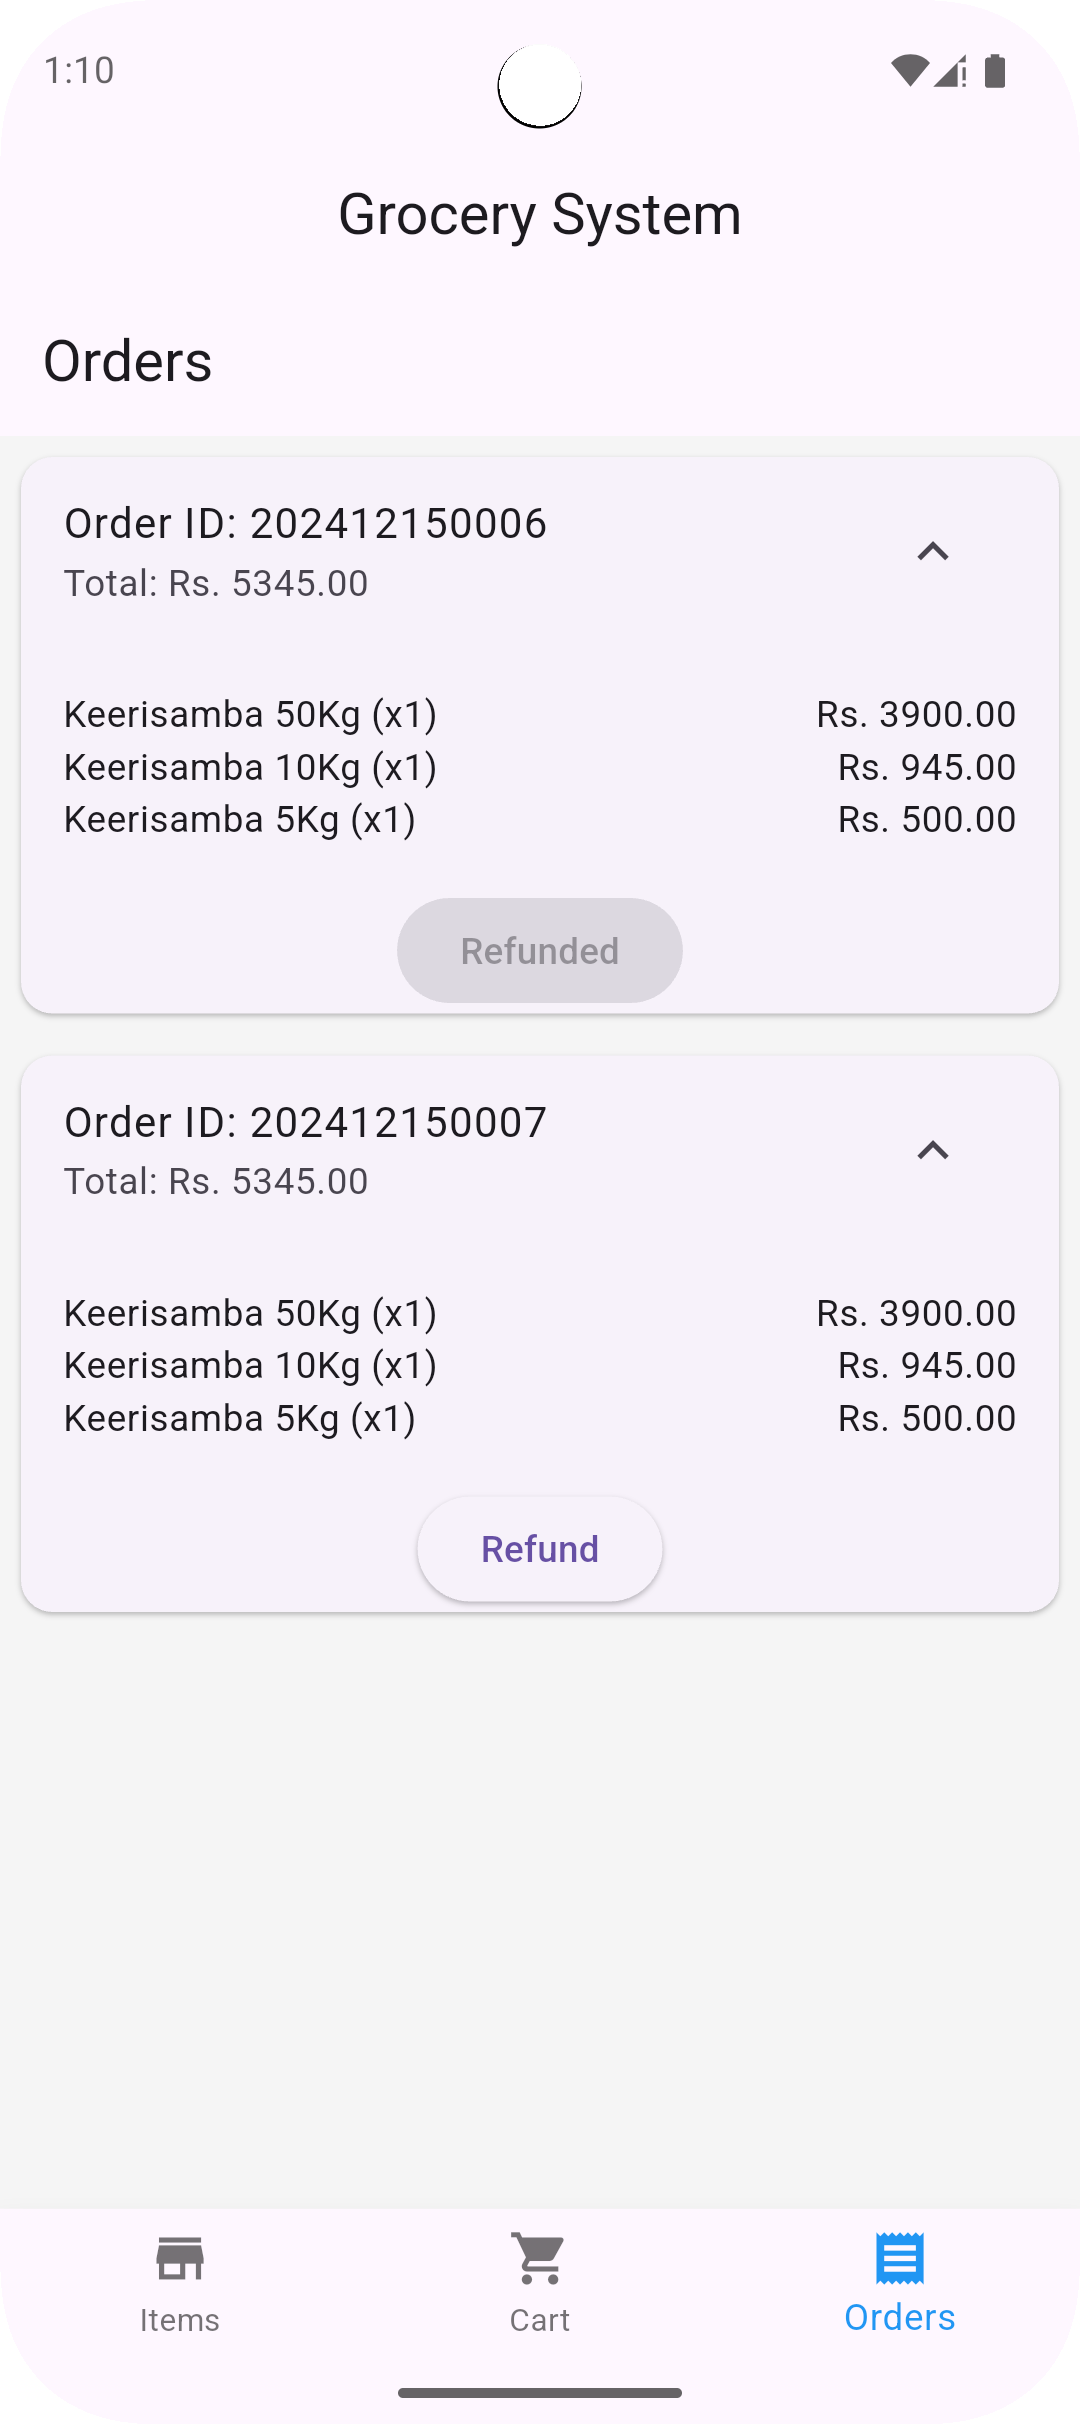 1:10
Grocery System
Orders
Order ID: 202412150006
Total: Rs. 5345.00
Keerisamba 50Kg (x1) Rs. 3900.00
Keerisamba 10Kg (x1) Rs. 945.00
Keerisamba 5Kg (x1) Rs. 500.00
Refunded
Order ID: 202412150007
Total: Rs. 5345.00
Keerisamba 50Kg (x1) Rs. 3900.00
Keerisamba 10Kg (x1) Rs. 945.00
Keerisamba 5Kg (x1) Rs. 500.00
Refund
Items Cart Orders